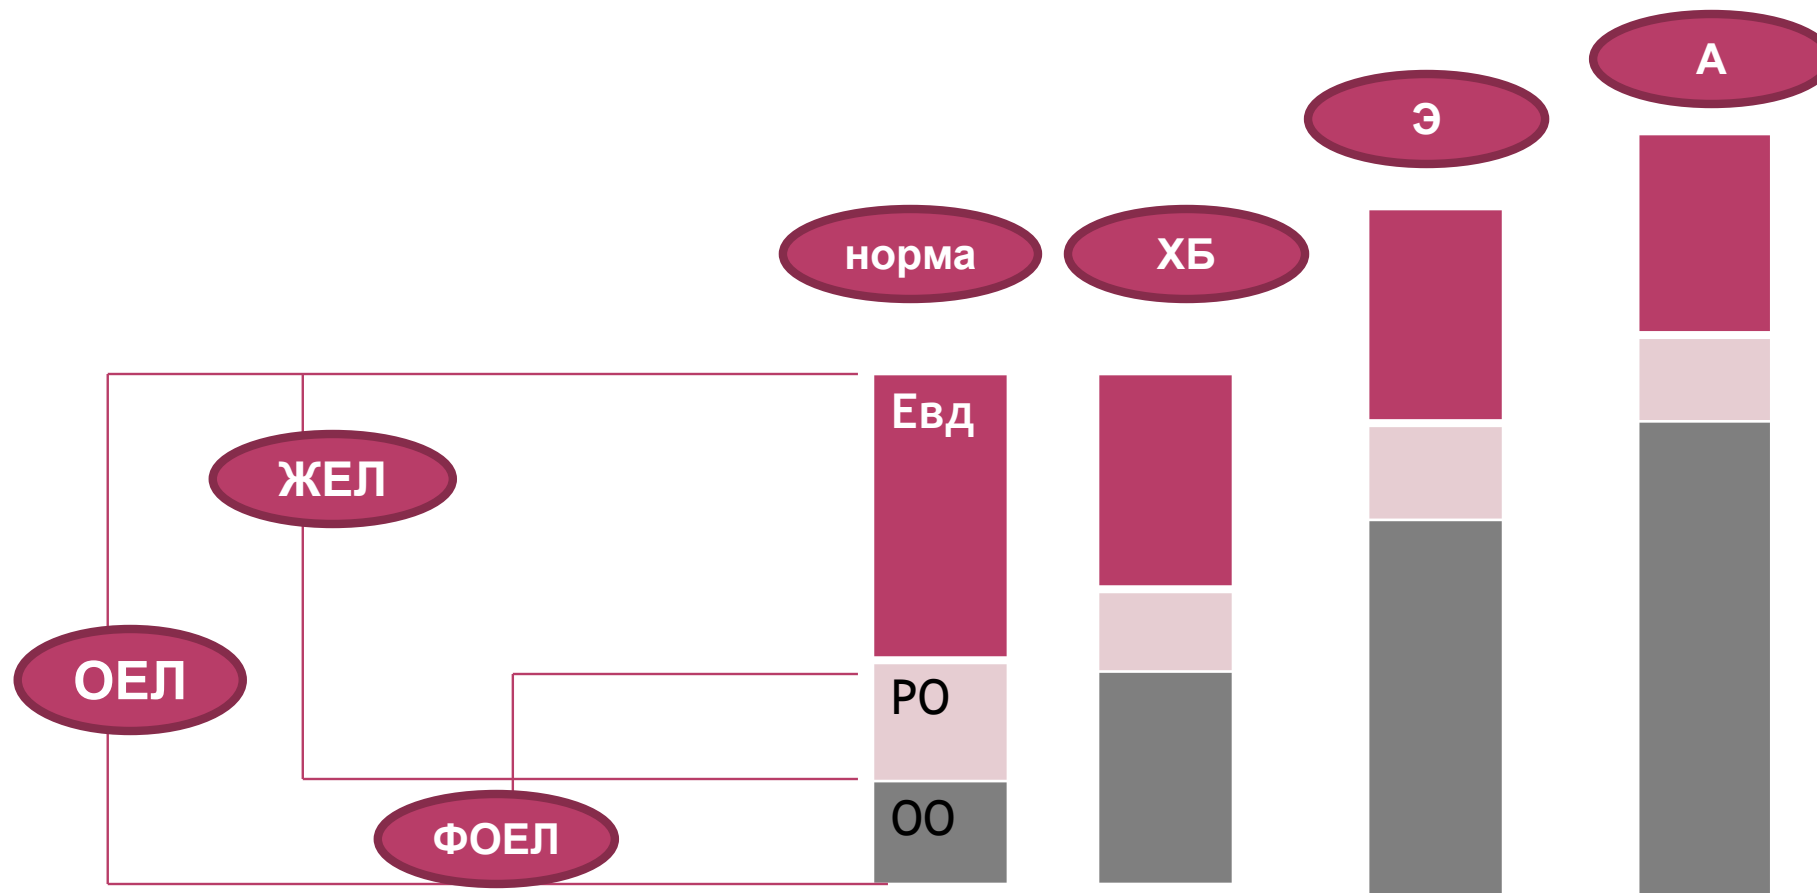 А
Э
норма
ХБ
Евд
ЖЕЛ
ОЕЛ
РО
ОО
ФОЕЛ